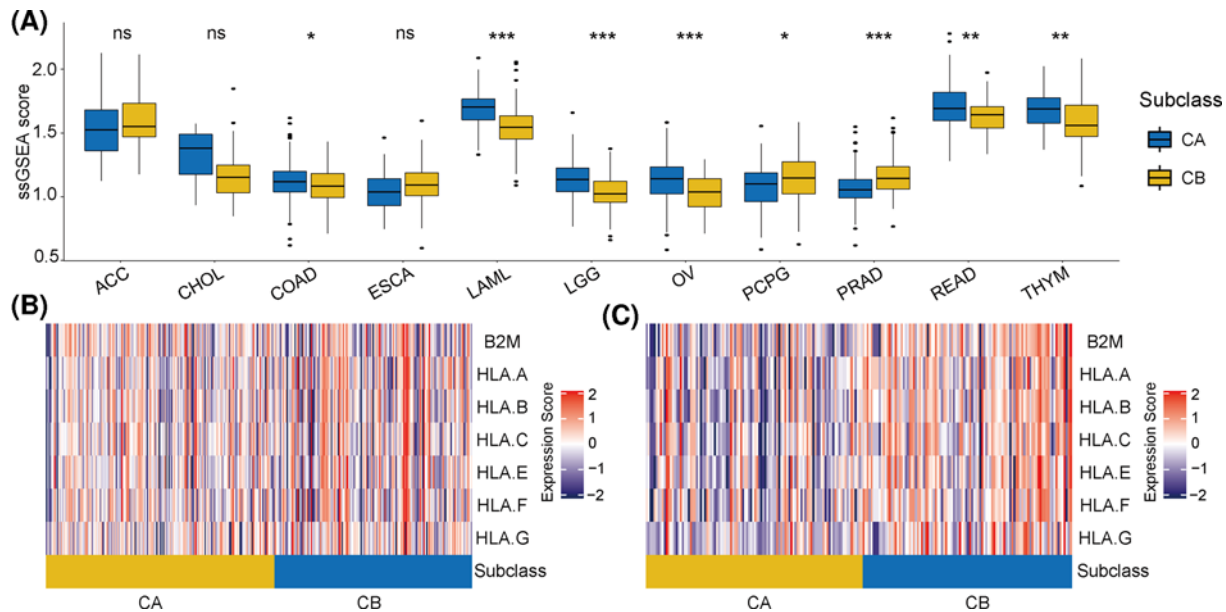 (A)
ns ns * ns *** *** *** * *** ** **
ssGSEA score
2.0
1.5
1.0
0.5
ACC CHOL COAD ESCA LAML LGG OV PCPG PRAD READ THYM
Subclass
CA
CB
(B)
B2M
HLA.A
HLA.B
HLA.C
HLA.E
HLA.F
HLA.G
Subclass
CA CB
Expression Score
2
1
0
−1
−2
(C)
B2M
HLA.A
HLA.B
HLA.C
HLA.E
HLA.F
HLA.G
Subclass
CA CB
Expression Score
2
1
0
−1
−2